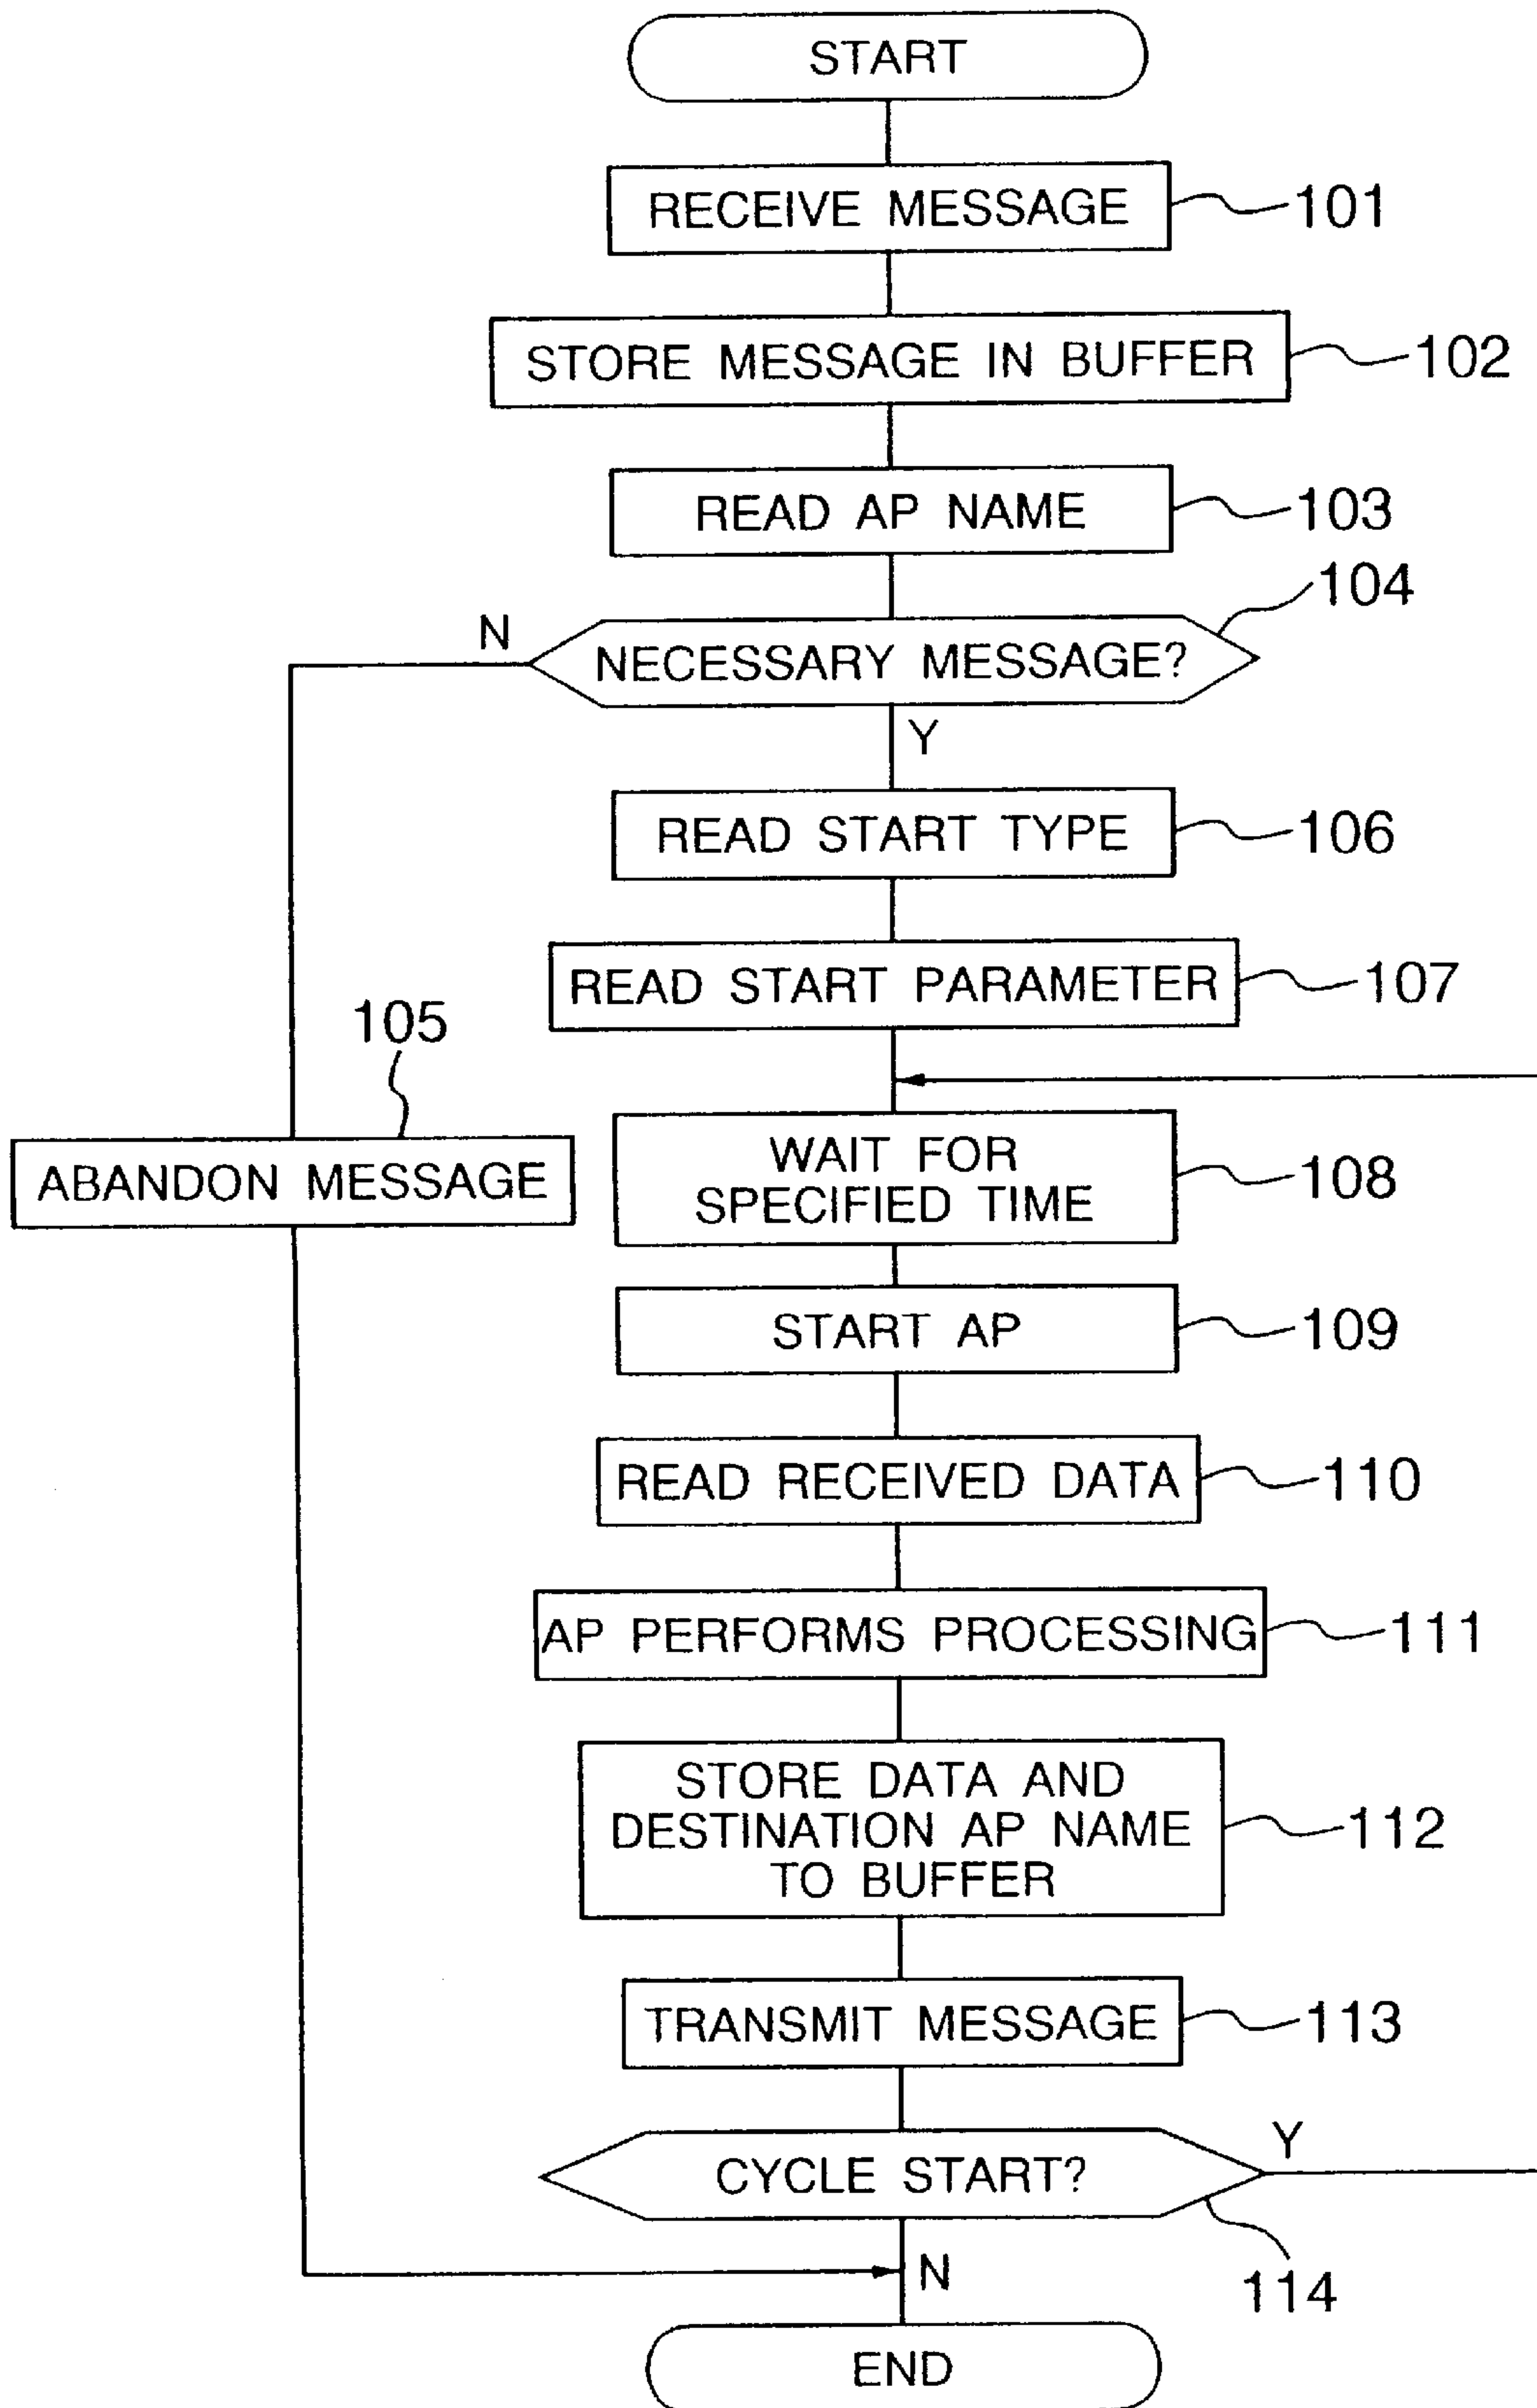 START
RECEIVE MESSAGE
101
STORE MESSAGE IN BUFFER
102
READ AP NAME
103
104
N
NECESSARY MESSAGE?
Y
READ START TYPE
106
READ START PARAMETER
107
105
ABANDON MESSAGE
WAIT FOR
SPECIFIED TIME
108
START AP
109
READ RECEIVED DATA
110
AP PERFORMS PROCESSING
111
STORE DATA AND
DESTINATION AP NAME
TO BUFFER
112
TRANSMIT MESSAGE
113
CYCLE START?
Y
114
N
END